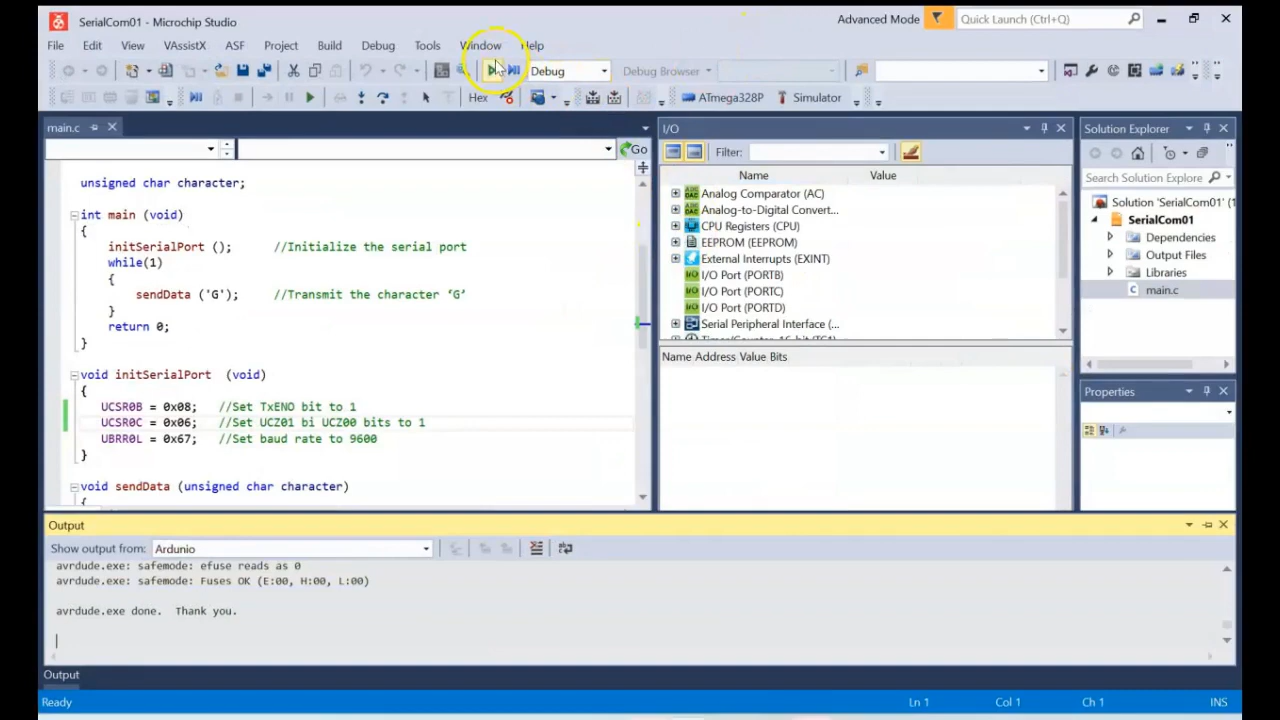 SerialCom01 - Microchip Studio
Advanced Mode
Quick Launch (Ctrl+Q)
File Edit View VAssistX ASF Project Build Debug Tools Window Help
Debug
Debug Browser
Hex
ATmega328P
Simulator
main.c
Go
unsigned char character;
int main (void)
{
initSerialPort (); //Initialize the serial port
while(1)
{
sendData ('G'); //Transmit the character ‘G’
}
return 0;
}
void initSerialPort (void)
{
UCSR0B = 0x08; //Set TxENO bit to 1
UCSR0C = 0x06; //Set UCZ01 bi UCZ00 bits to 1
UBRR0L = 0x67; //Set baud rate to 9600
}
void sendData (unsigned char character)
{
I/O
Filter:
Name Value
Analog Comparator (AC)
Analog-to-Digital Convert...
CPU Registers (CPU)
EEPROM (EEPROM)
External Interrupts (EXINT)
I/O Port (PORTB)
I/O Port (PORTC)
I/O Port (PORTD)
Serial Peripheral Interface (...
Timer/Counter, 16-bit (TC1)
Name Address Value Bits
Solution Explorer
Search Solution Explore
Solution 'SerialCom01' (1
SerialCom01
Dependencies
Output Files
Libraries
main.c
Properties
Output
Show output from: Ardunio
avrdude.exe: safemode: efuse reads as 0
avrdude.exe: safemode: Fuses OK (E:00, H:00, L:00)
avrdude.exe done. Thank you.
Output
Ready
Ln 1 Col 1 Ch 1 INS